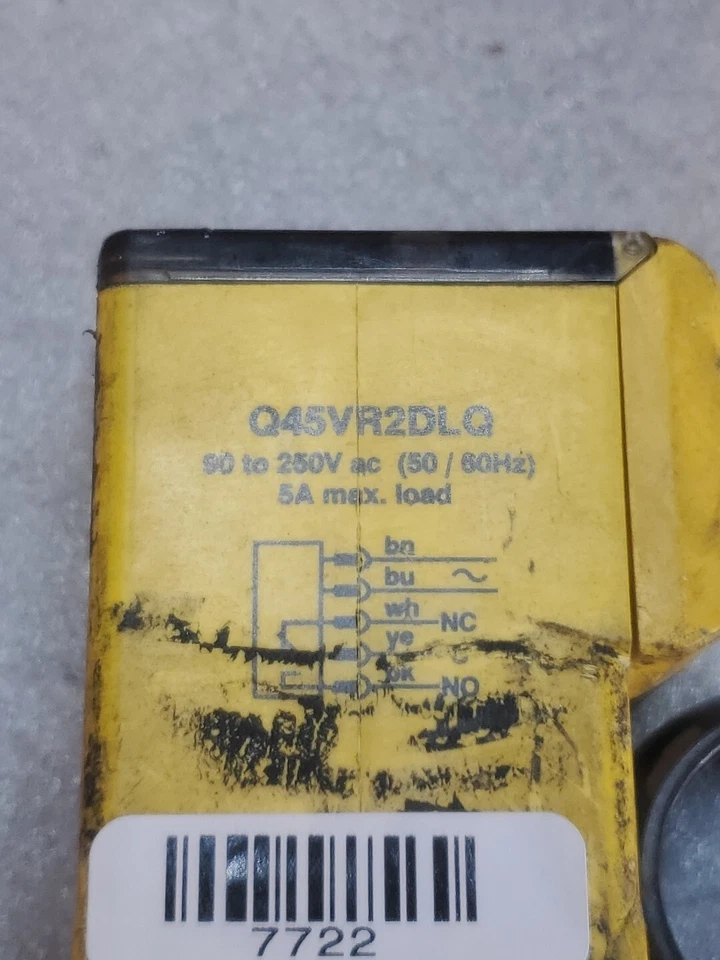 Q45VR2DLQ
90 to 250V ac (50 / 60Hz)
5A max. load
bn
bu
wh NC
ye C
bk NO
7722